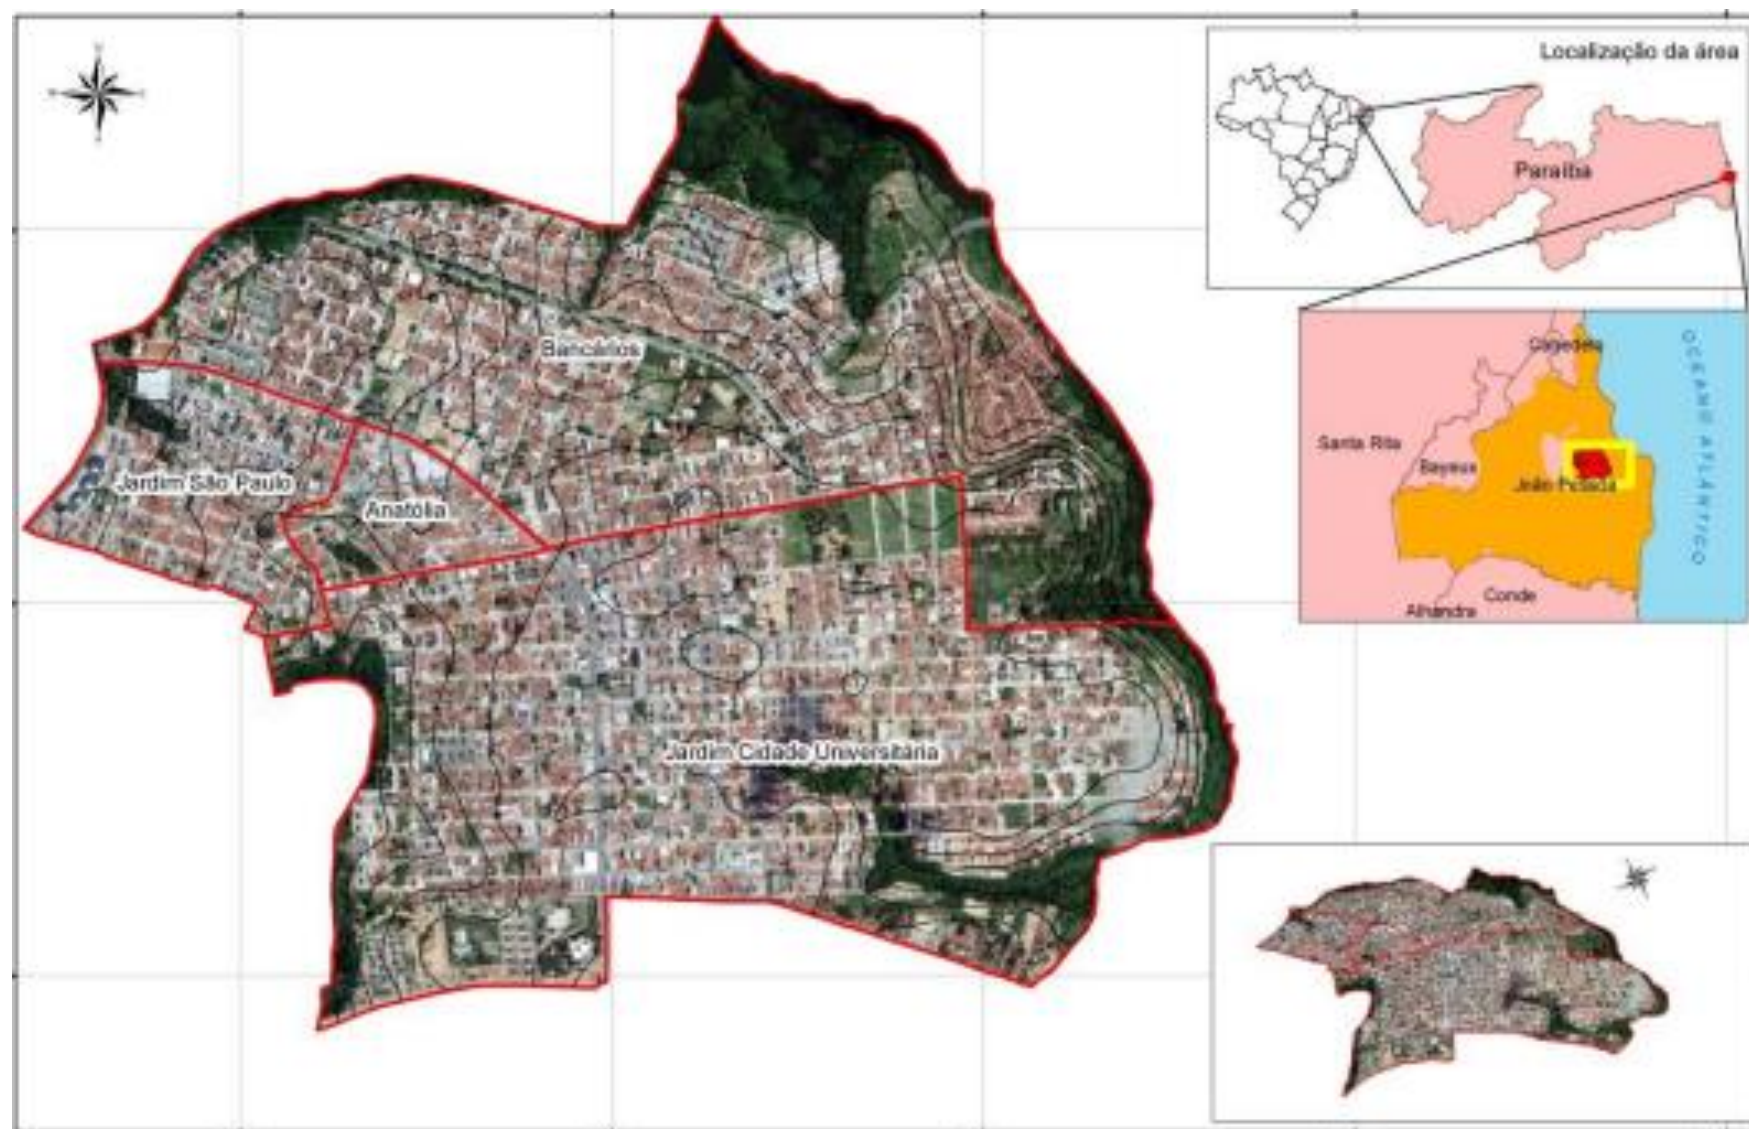 Localização da área
Paraíba
Bancários
Cabedelo
OCEANO ATLÂNTICO
Santa Rita
Bayeux
João Pessoa
Jardim São Paulo
Anatólia
Conde
Alhandra
Jardim Cidade Universitária